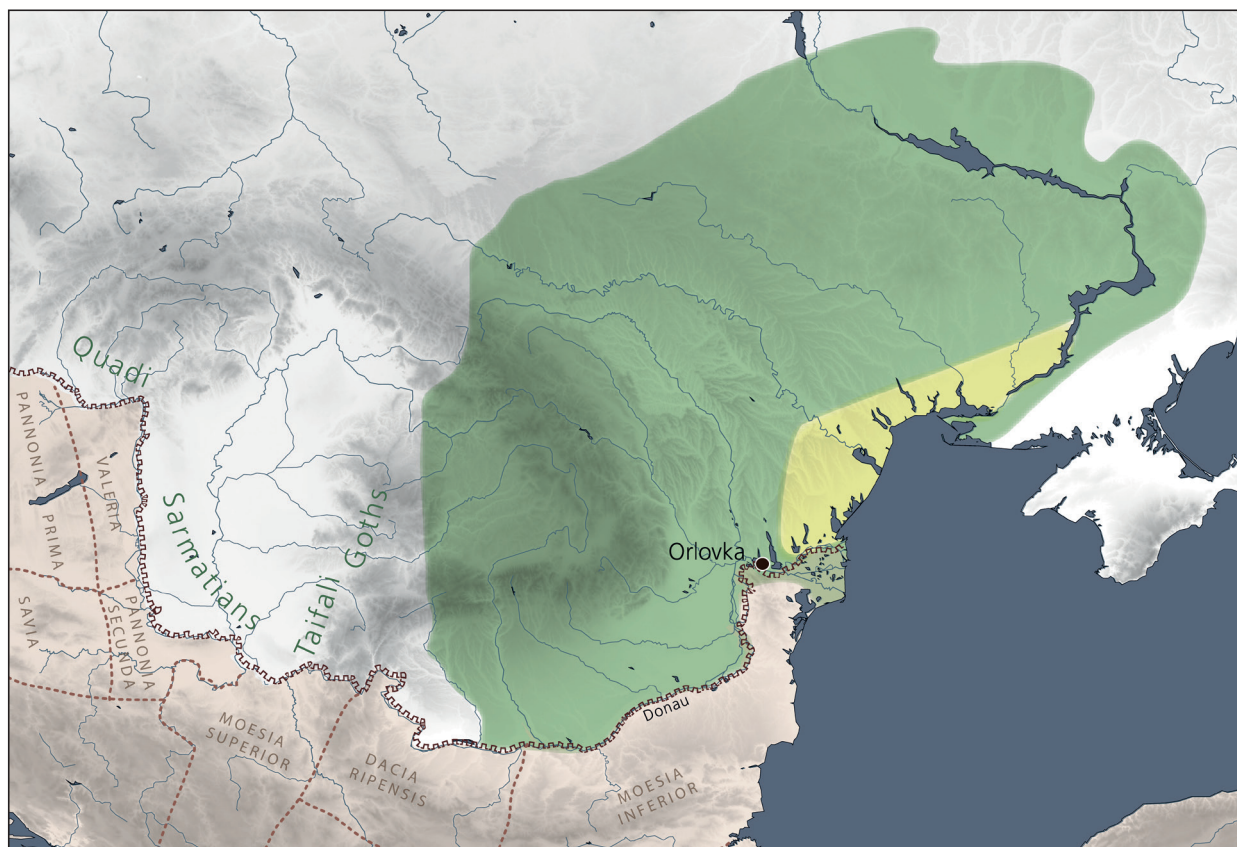 Quadi
PANNONIA
PRIMA
VALERIA
Sarmatians
Taifali Goths
Orlovka
SAVIA
PANNONIA
SECUNDA
Donau
MOESIA
SUPERIOR
DACIA
RIPENSIS
MOESIA
INFERIOR